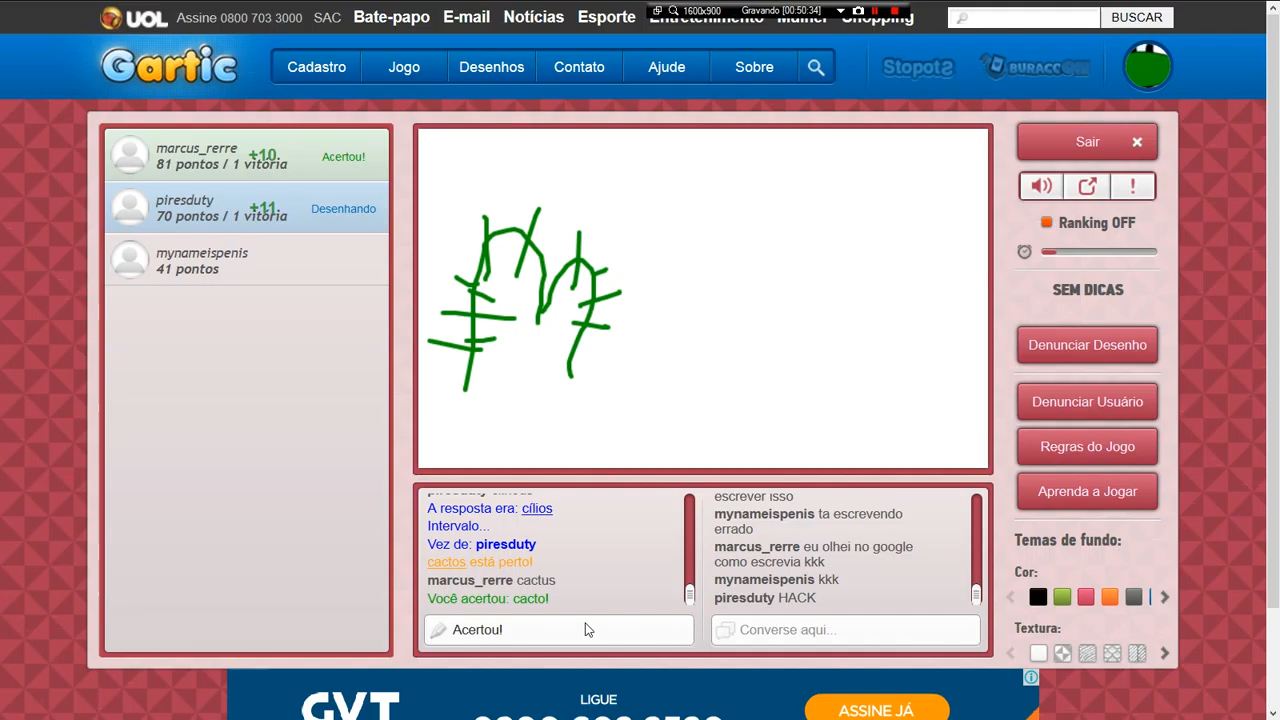 UOL Assine 0800 703 3000 SAC Bate-papo E-mail Notícias Esporte Entretenimento Mulher Shopping BUSCAR
1600x900 Gravando [00:50:34]
Gartic Cadastro Jogo Desenhos Contato Ajude Sobre StopotS BURACOON
marcus_rerre
+10
81 pontos / 1 vitória
Acertou!
piresduty
+11
70 pontos / 1 vitória
Desenhando
mynameispenis
41 pontos
Sair
Ranking OFF
SEM DICAS
Denunciar Desenho
Denunciar Usuário
Regras do Jogo
Aprenda a Jogar
Temas de fundo:
Cor:
Textura:
piresduty
A resposta era: cílios
Intervalo...
Vez de: piresduty
cactos está perto!
marcus_rerre cactus
Você acertou: cacto!
Acertou!
escrever isso
mynameispenis ta escrevendo
errado
marcus_rerre eu olhei no google
como escrevia kkk
mynameispenis kkk
piresduty HACK
Converse aqui...
GVT
LIGUE
ASSINE JÁ